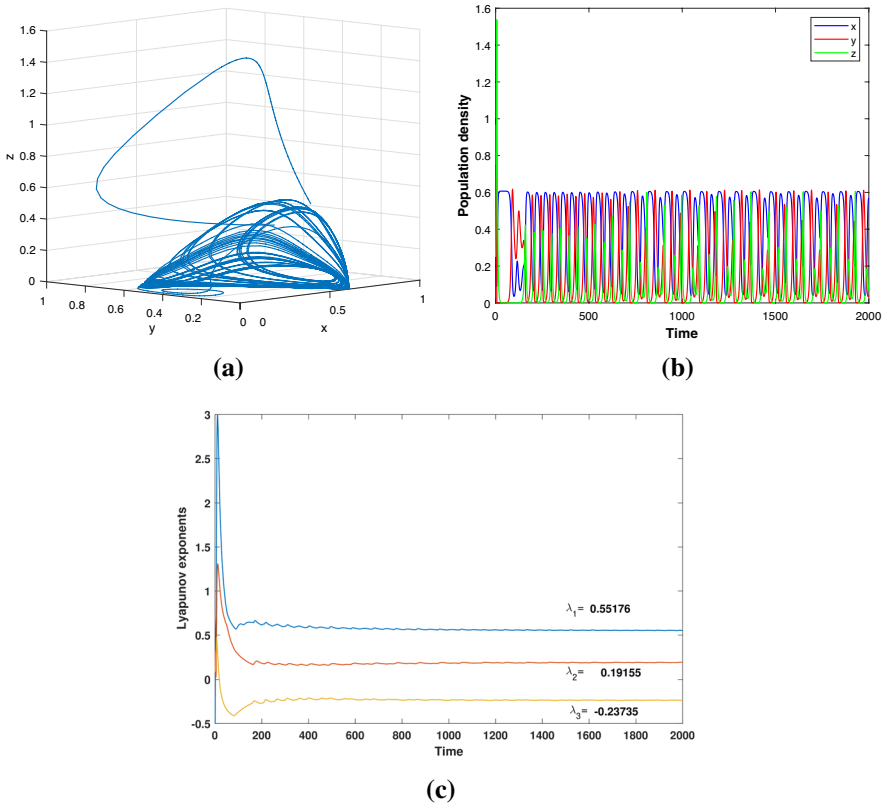 1.6
1.4
1.2
1
0.8
0.6
0.4
0.2
0
z
1 0.8 0.6 0.4 0.2 0
y
0 0.5 1
x
(a)
1.6
1.4
1.2
1
0.8
0.6
0.4
0.2
0
Population density
x
y
z
0 500 1000 1500 2000
Time
(b)
3
2.5
2
1.5
1
0.5
0
-0.5
Lyapunov exponents
λ1= 0.55176
λ2= 0.19155
λ3= -0.23735
0 200 400 600 800 1000 1200 1400 1600 1800 2000
Time
(c)